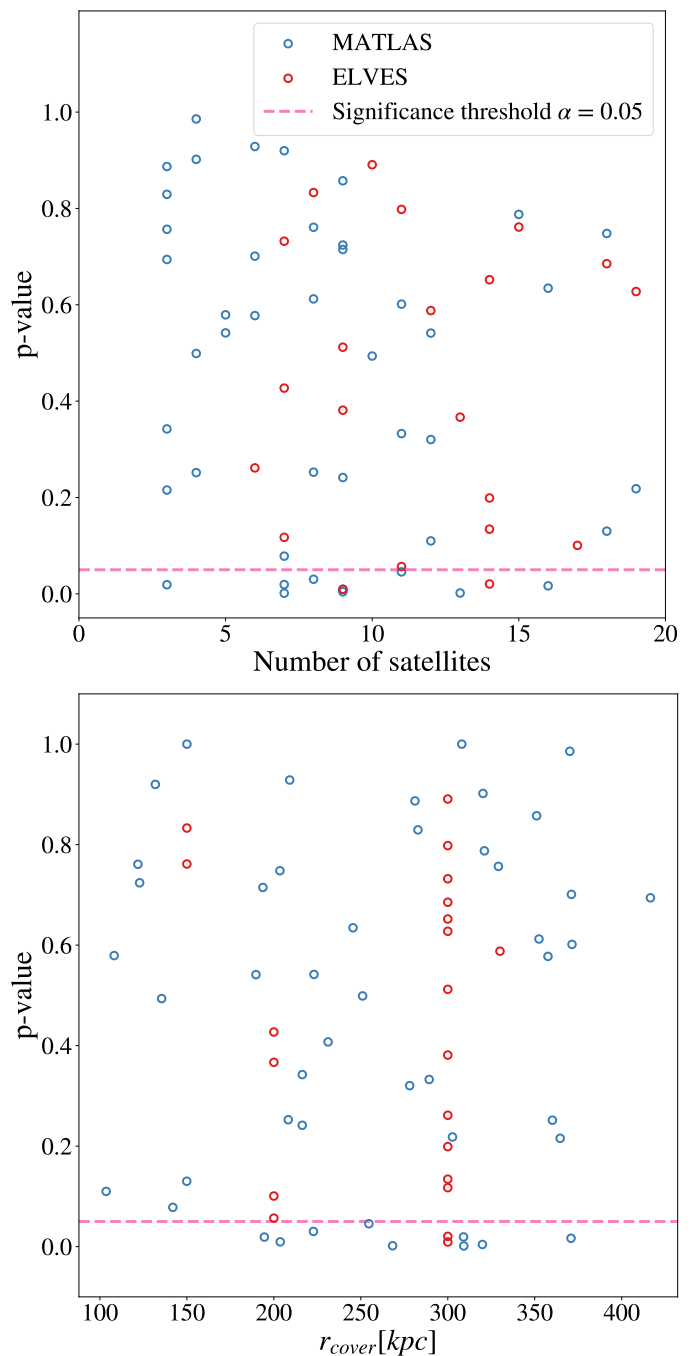 MATLAS
ELVES
Significance threshold α = 0.05
1.0
0.8
0.6
0.4
0.2
0.0
p-value
0 5 10 15 20
Number of satellites
1.0
0.8
0.6
0.4
0.2
0.0
p-value
100 150 200 250 300 350 400
r_cover[kpc]